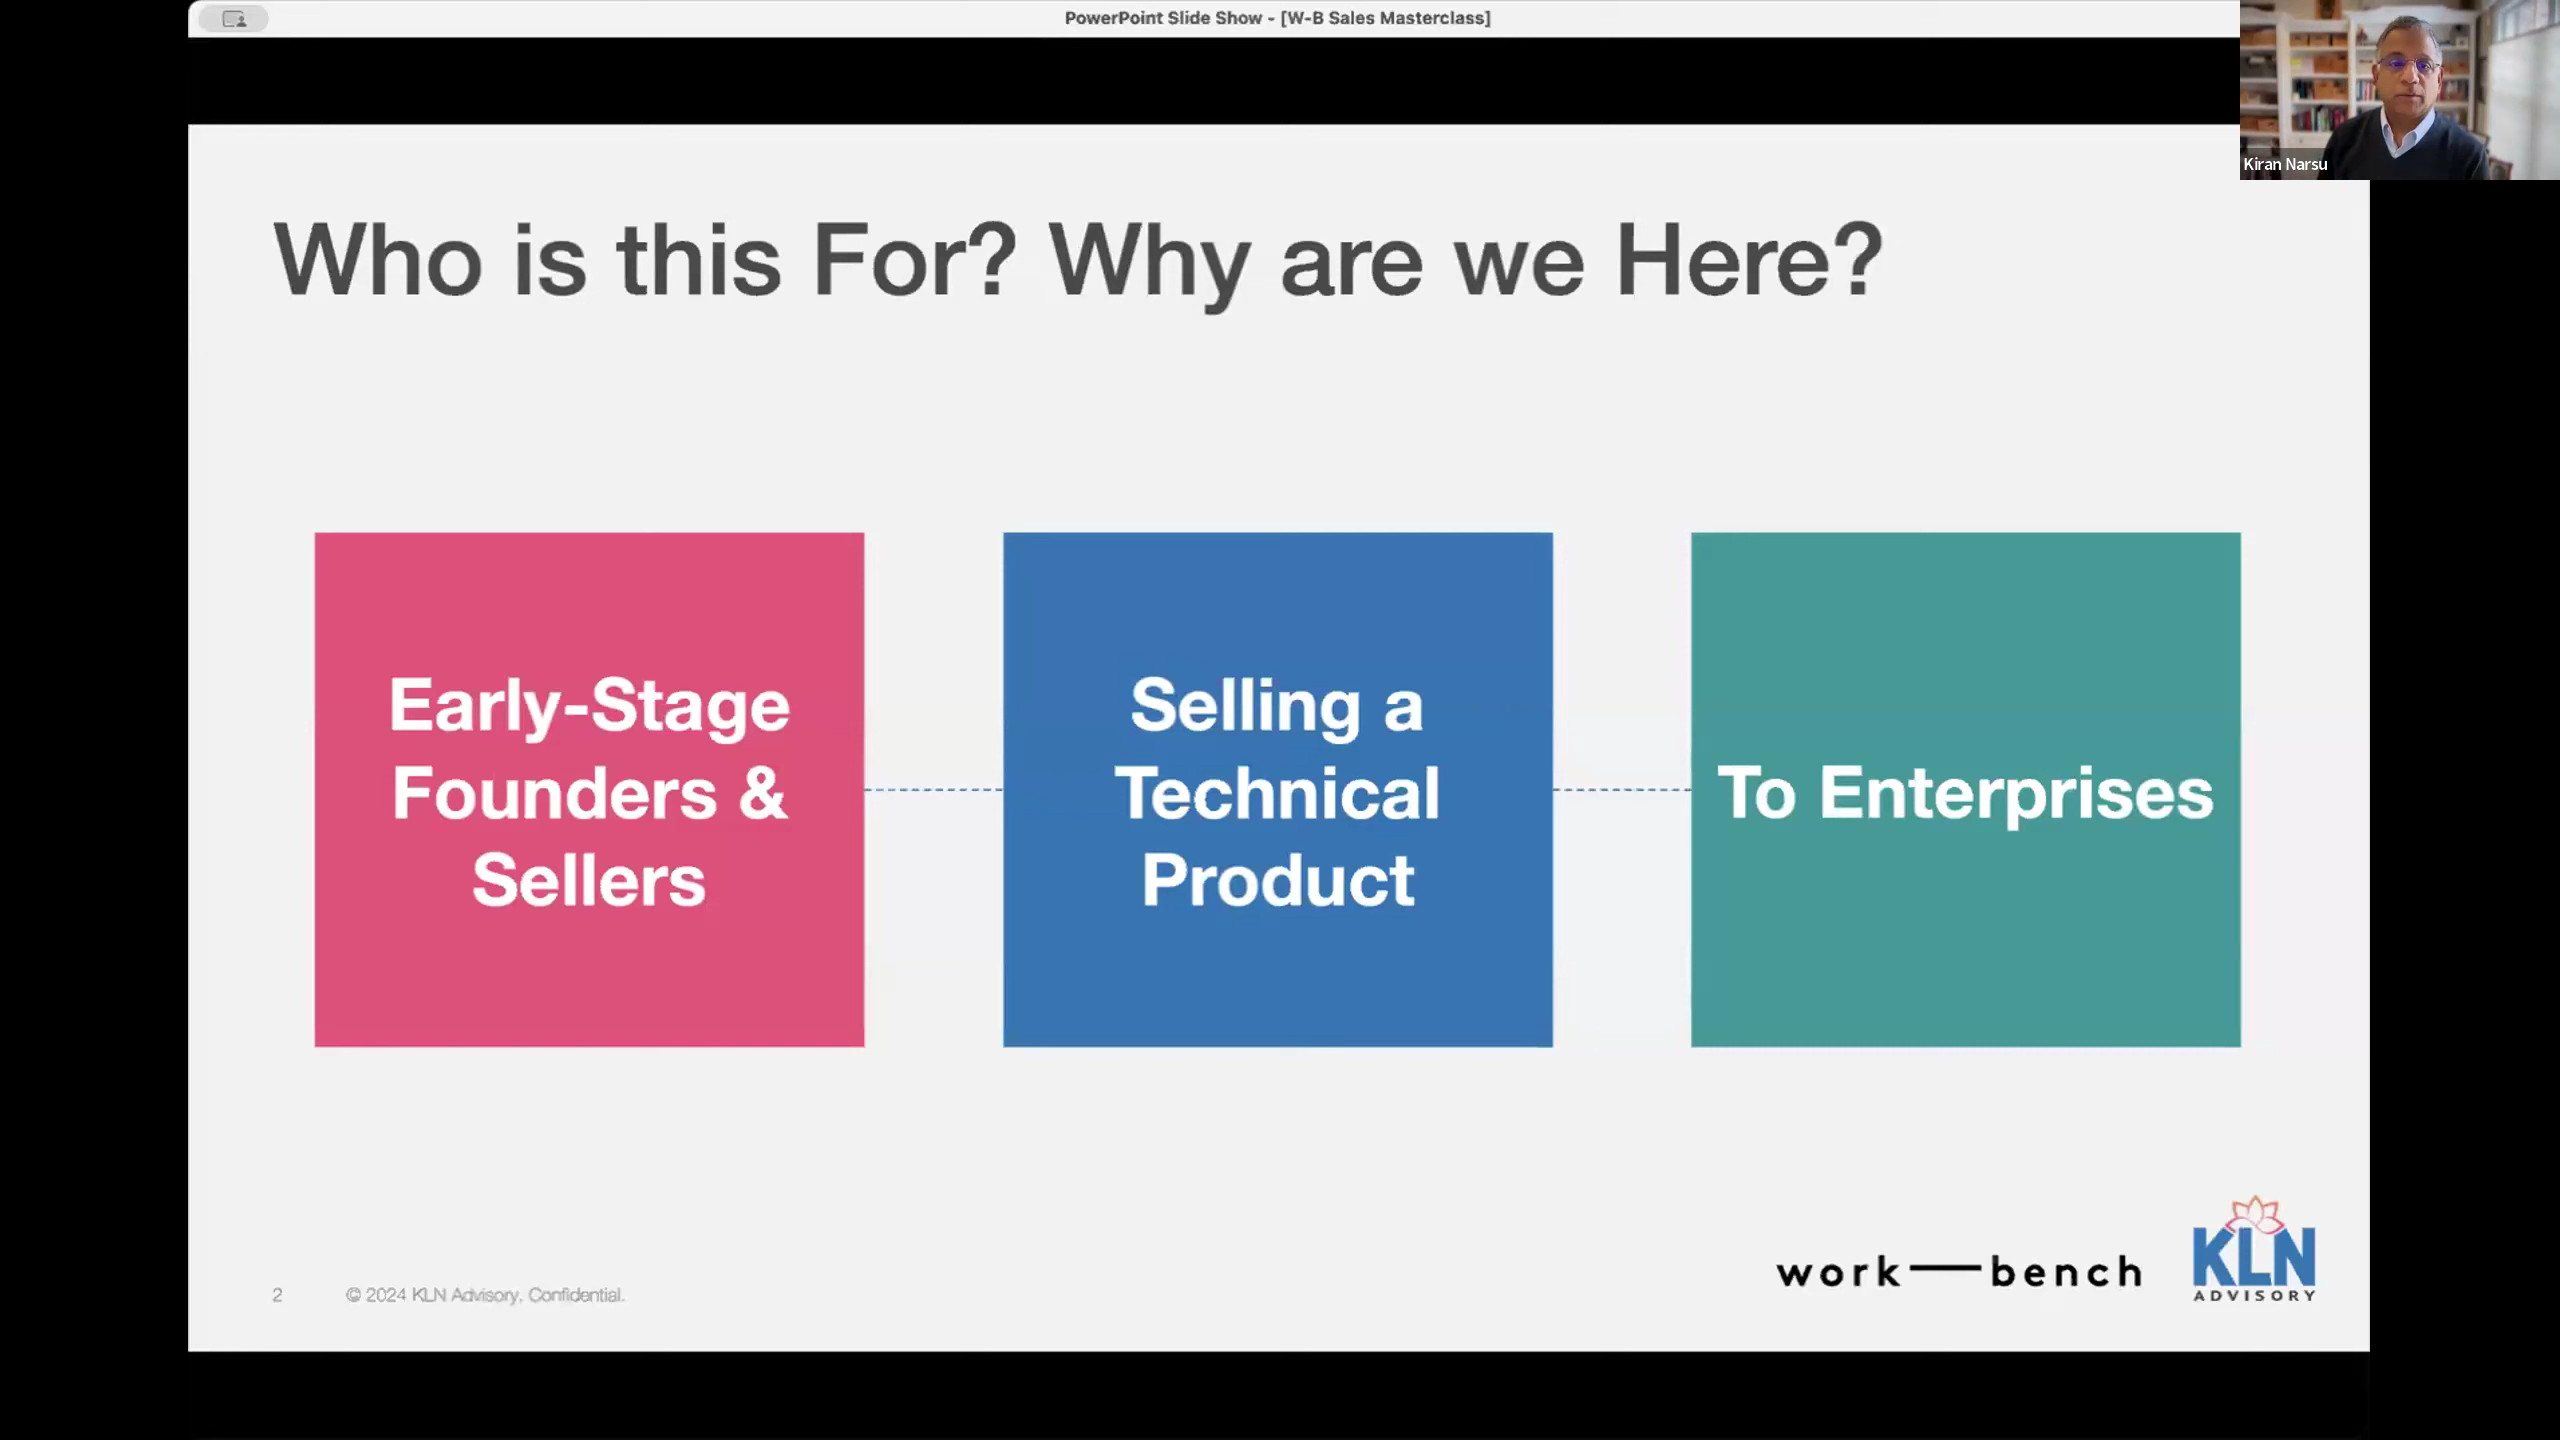 PowerPoint Slide Show - [W-B Sales Masterclass]
Kiran Narsu
Who is this For? Why are we Here?
Early-Stage
Founders &
Sellers
Selling a
Technical
Product
To Enterprises
2
© 2024 KLN Advisory, Confidential.
work—bench
KLN
ADVISORY